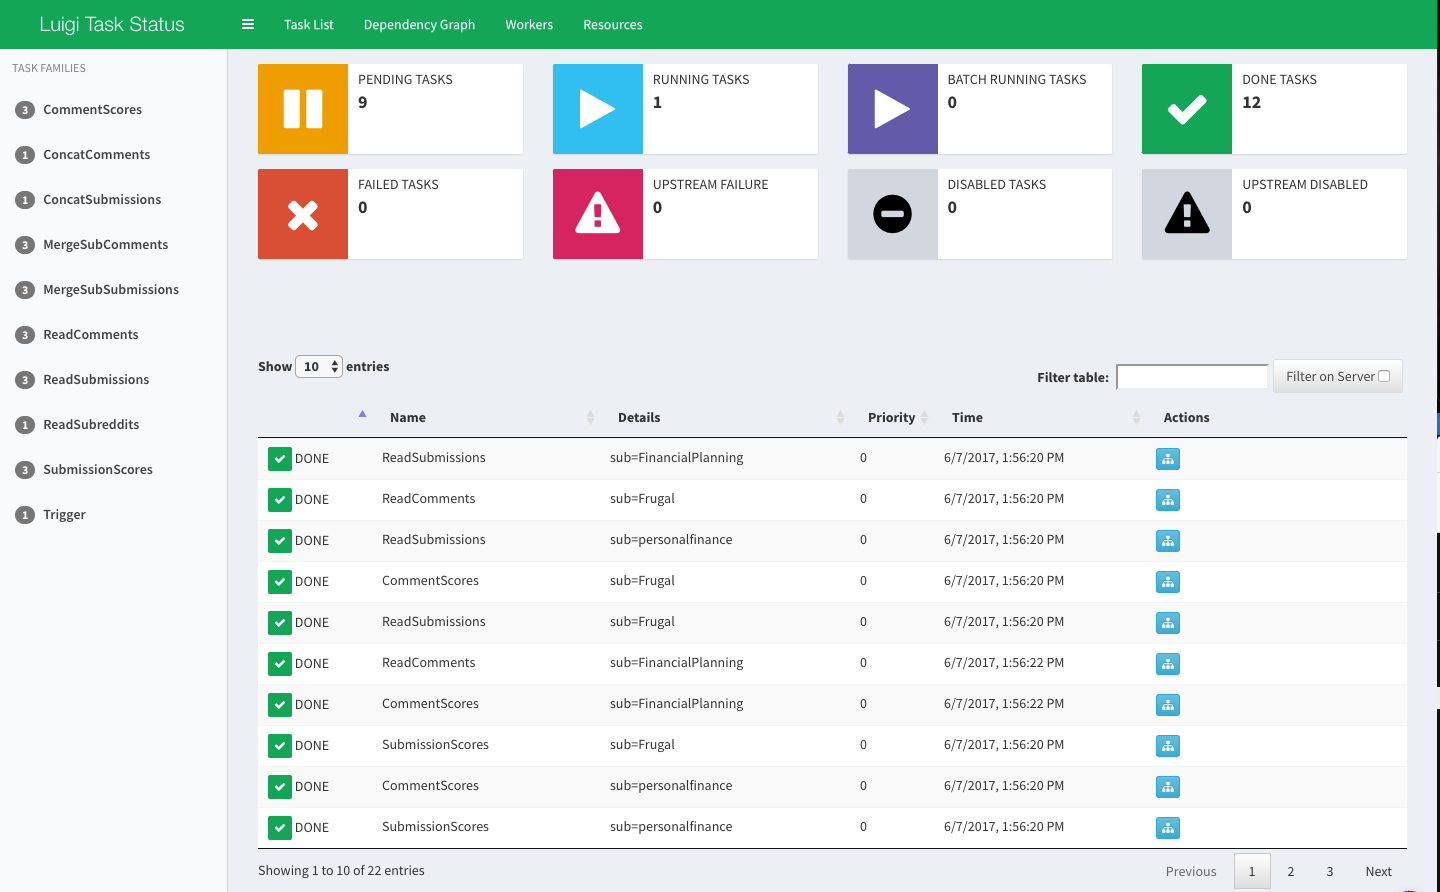 Luigi Task Status Task List Dependency Graph Workers Resources
TASK FAMILIES
3 CommentScores
1 ConcatComments
1 ConcatSubmissions
3 MergeSubComments
3 MergeSubSubmissions
3 ReadComments
3 ReadSubmissions
1 ReadSubreddits
3 SubmissionScores
1 Trigger
PENDING TASKS
9
RUNNING TASKS
1
BATCH RUNNING TASKS
0
DONE TASKS
12
FAILED TASKS
0
UPSTREAM FAILURE
0
DISABLED TASKS
0
UPSTREAM DISABLED
0
Show 10 entries
Filter table: Filter on Server
Name Details Priority Time Actions
DONE ReadSubmissions sub=FinancialPlanning 0 6/7/2017, 1:56:20 PM
DONE ReadComments sub=Frugal 0 6/7/2017, 1:56:20 PM
DONE ReadSubmissions sub=personalfinance 0 6/7/2017, 1:56:20 PM
DONE CommentScores sub=Frugal 0 6/7/2017, 1:56:20 PM
DONE ReadSubmissions sub=Frugal 0 6/7/2017, 1:56:20 PM
DONE ReadComments sub=FinancialPlanning 0 6/7/2017, 1:56:22 PM
DONE CommentScores sub=FinancialPlanning 0 6/7/2017, 1:56:22 PM
DONE SubmissionScores sub=Frugal 0 6/7/2017, 1:56:20 PM
DONE CommentScores sub=personalfinance 0 6/7/2017, 1:56:20 PM
DONE SubmissionScores sub=personalfinance 0 6/7/2017, 1:56:20 PM
Showing 1 to 10 of 22 entries
Previous 1 2 3 Next